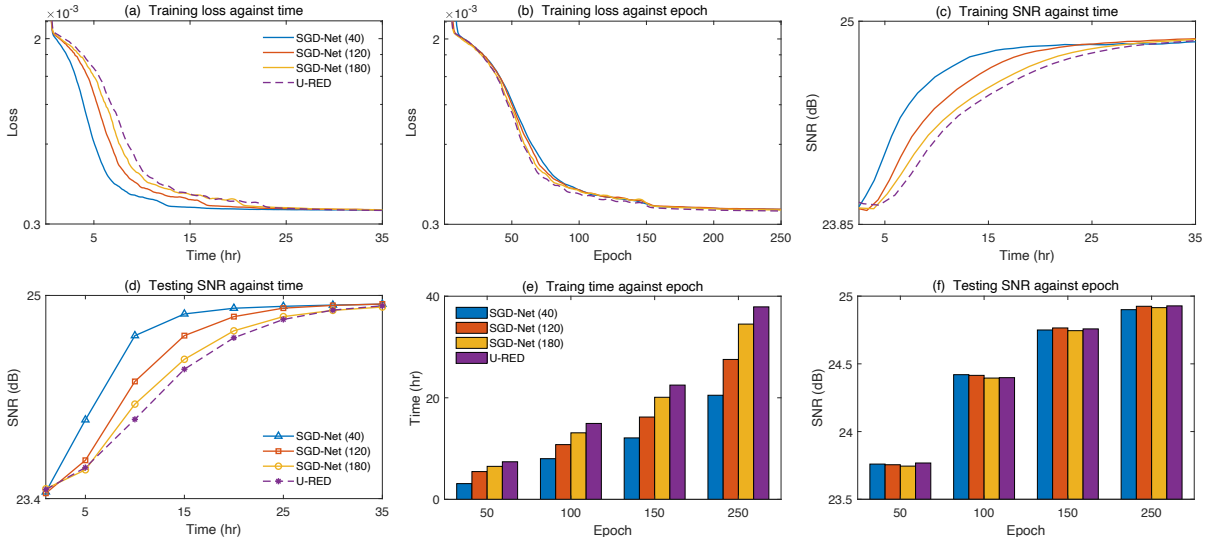 (a) Training loss against time
× 10⁻³
2
0.3
Loss
5
15
25
35
Time (hr)
SGD-Net (40)
SGD-Net (120)
SGD-Net (180)
U-RED
(b) Training loss against epoch
× 10⁻³
2
0.3
Loss
50
100
150
200
250
Epoch
(c) Training SNR against time
25
23.85
SNR (dB)
5
15
25
35
Time (hr)
(d) Testing SNR against time
25
23.4
SNR (dB)
5
15
25
35
Time (hr)
SGD-Net (40)
SGD-Net (120)
SGD-Net (180)
U-RED
(e) Traing time against epoch
40
20
0
Time (hr)
50
100
150
250
Epoch
SGD-Net (40)
SGD-Net (120)
SGD-Net (180)
U-RED
(f) Testing SNR against epoch
25
24.5
24
23.5
SNR (dB)
50
100
150
250
Epoch